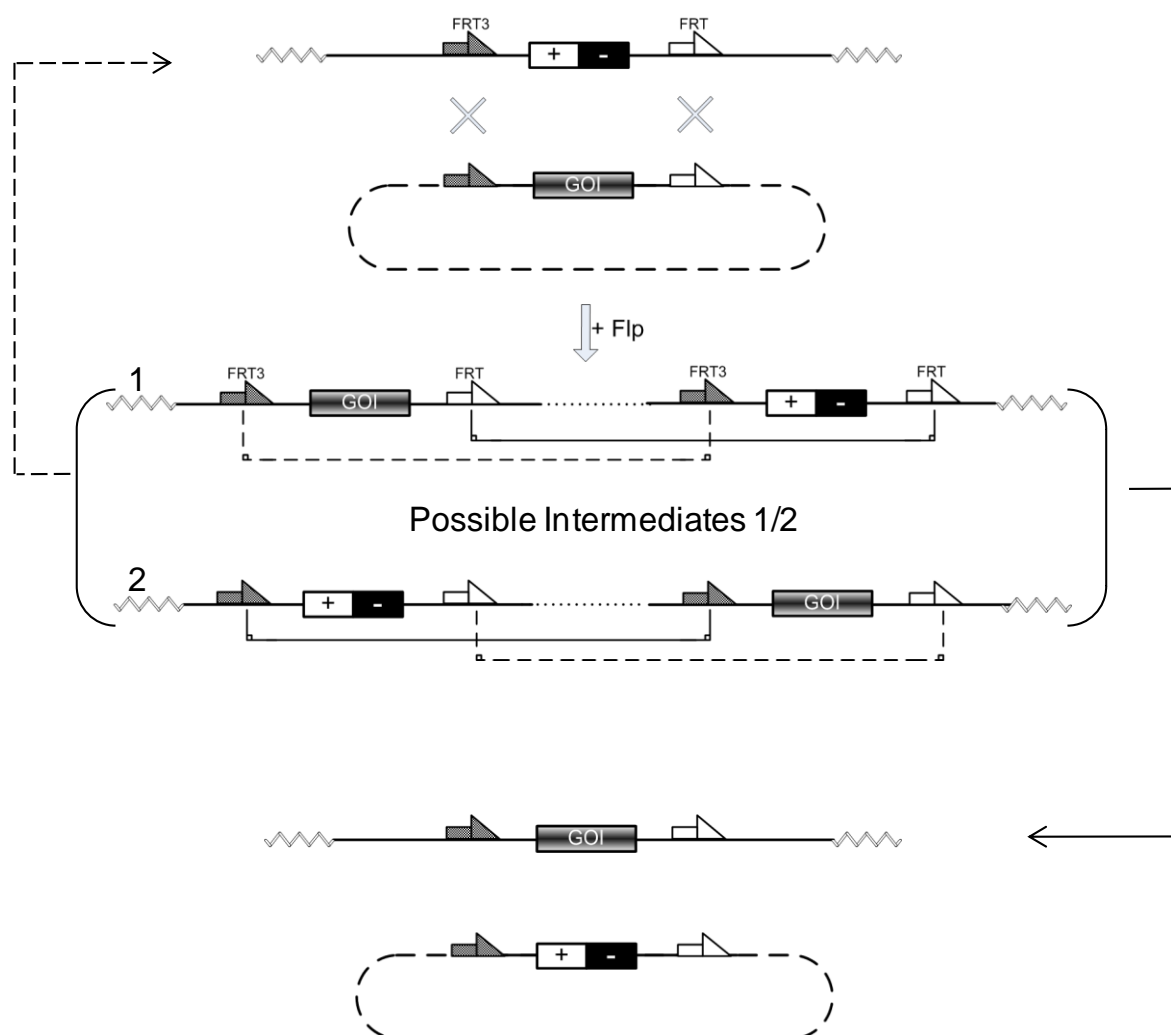 FRT3 FRT
+ -
GOI
+ Flp
1
FRT3 FRT FRT3 FRT
GOI + -
Possible Intermediates 1/2
2
+ - GOI
GOI
+ -